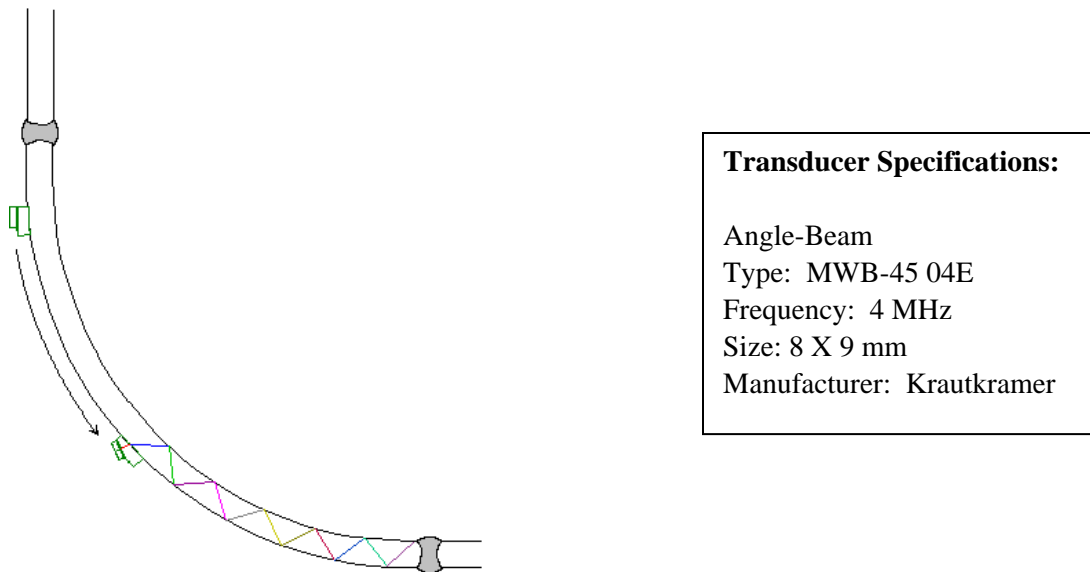 Transducer Specifications:
Angle-Beam
Type: MWB-45 04E
Frequency: 4 MHz
Size: 8 X 9 mm
Manufacturer: Krautkramer